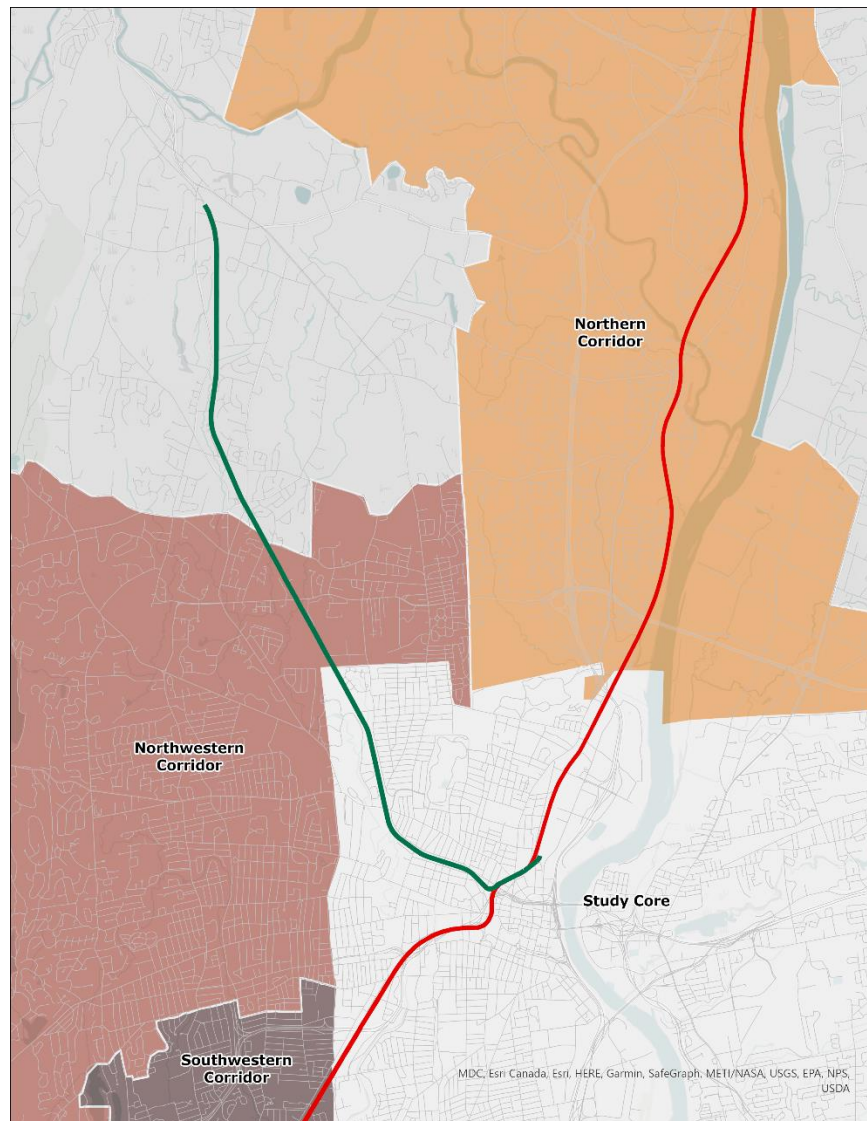 Northern
Corridor
Northwestern
Corridor
Study Core
Southwestern
Corridor
MDC, Esri Canada, Esri, HERE, Garmin, SafeGraph, METI/NASA, USGS, EPA, NPS,
USDA